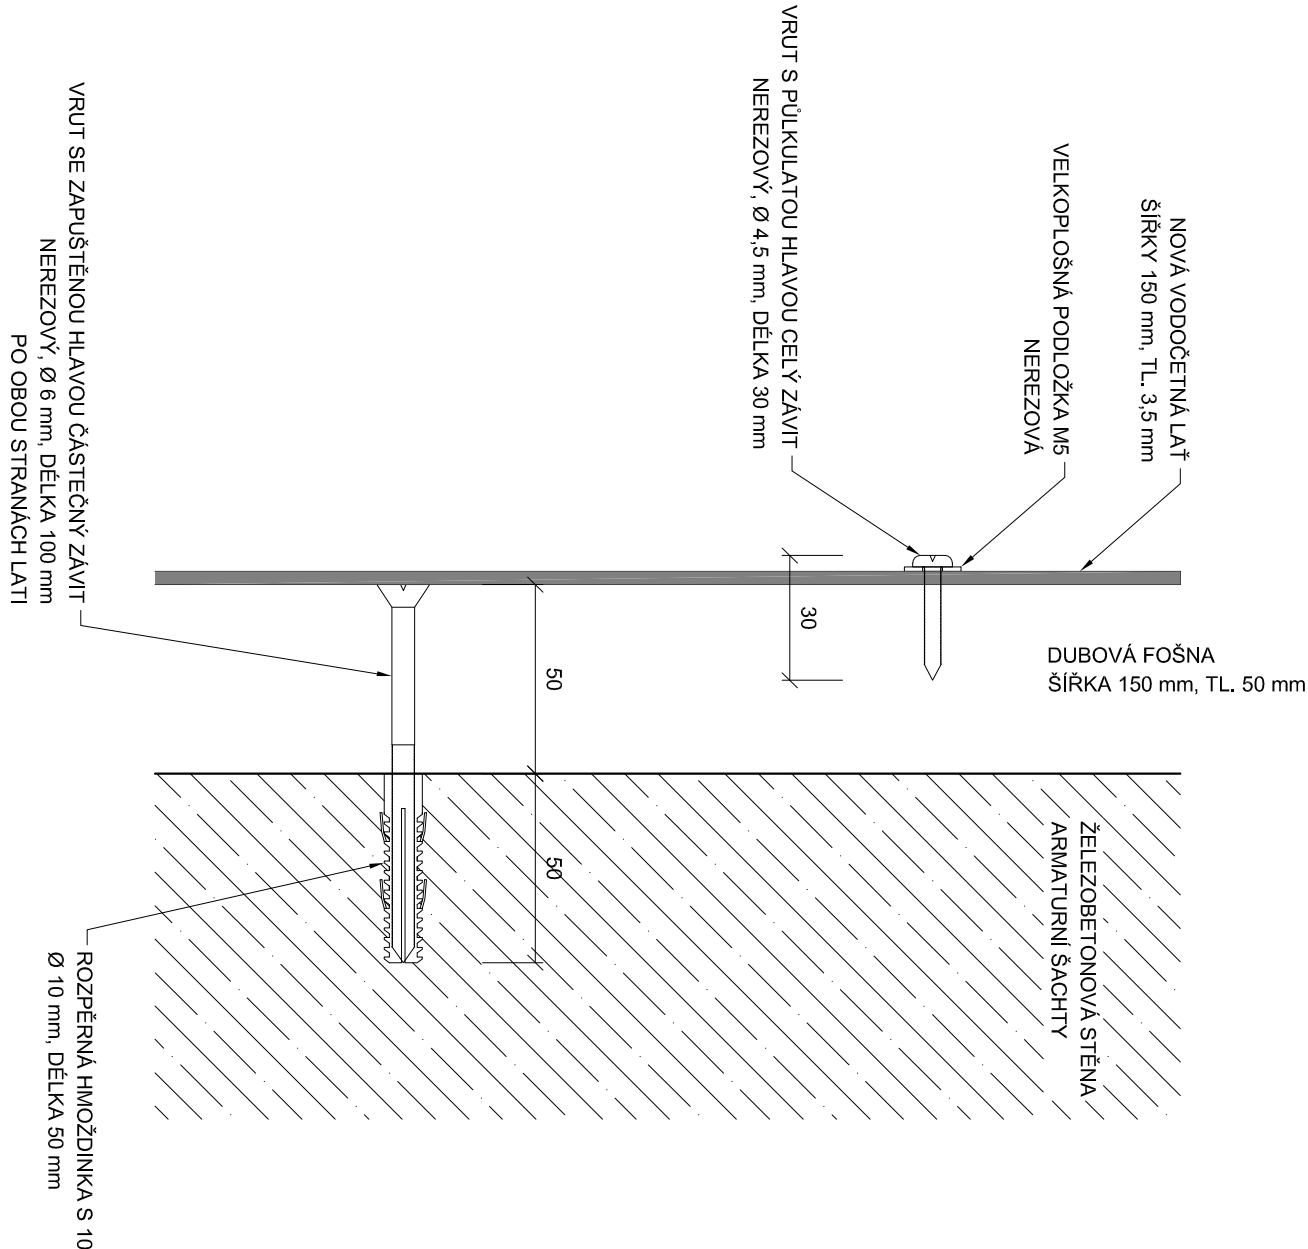 NOVÁ VODOČETNÁ LAŤ
ŠÍŘKY 150 mm, TL. 3,5 mm
VELKOPLOŠNÁ PODLOŽKA M5
NEREZOVÁ
VRUT S PŮLKULATOU HLAVOU CELÝ ZÁVIT
NEREZOVÝ, Ø 4,5 mm, DÉLKA 30 mm
VRUT SE ZAPUŠTĚNOU HLAVOU ČÁSTEČNÝ ZÁVIT
NEREZOVÝ, Ø 6 mm, DÉLKA 100 mm
PO OBOU STRANÁCH LATI
30
50
50
DUBOVÁ FOŠNA
ŠÍŘKA 150 mm, TL. 50 mm
ŽELEZOBETONOVÁ STĚNA
ARMATURNÍ ŠACHTY
ROZPĚRNÁ HMOŽDINKA S 10
Ø 10 mm, DÉLKA 50 mm